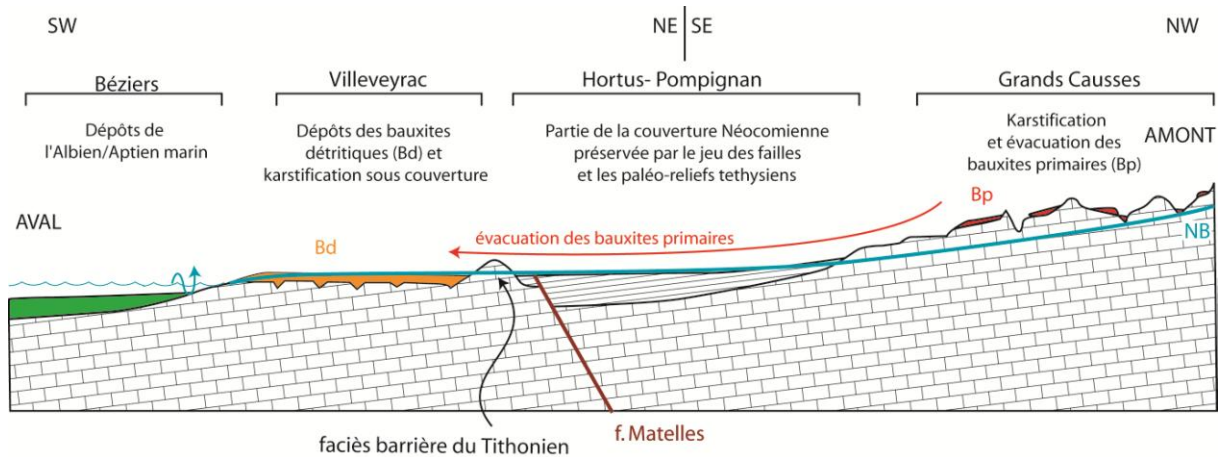 SW
NE SE
NW
Béziers
Villeveyrac
Hortus- Pompignan
Grands Causses
Dépôts de
l'Albien/Aptien marin
Dépôts des bauxites
détritiques (Bd) et
karstification sous couverture
Partie de la couverture Néocomienne
préservée par le jeu des failles
et les paléo-reliefs tethysiens
Karstification
et évacuation des
bauxites primaires (Bp)
AMONT
AVAL
Bd
évacuation des bauxites primaires
Bp
NB
faciès barrière du Tithonien
f. Matelles